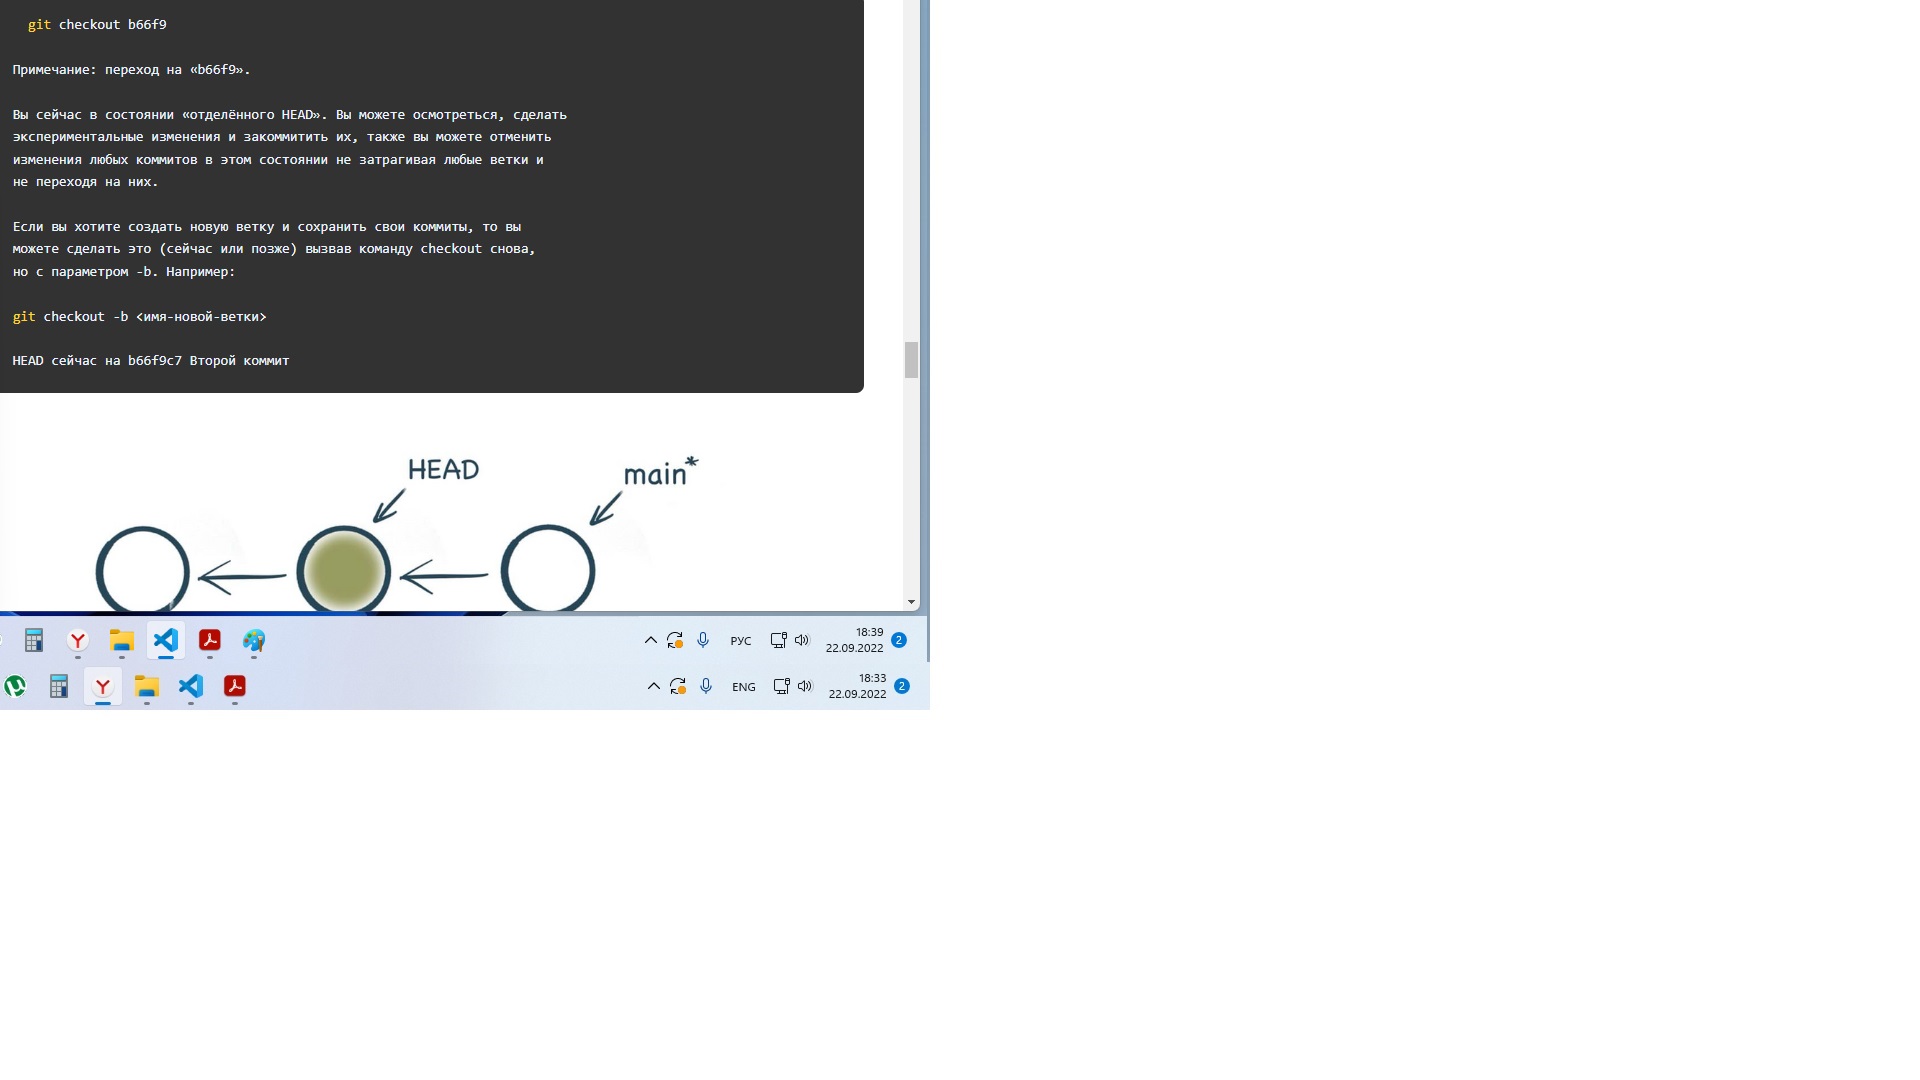 git checkout b66f9
Примечание: переход на «b66f9».
Вы сейчас в состоянии «отделённого HEAD». Вы можете осмотреться, сделать
экспериментальные изменения и закоммитить их, также вы можете отменить
изменения любых коммитов в этом состоянии не затрагивая любые ветки и
не переходя на них.
Если вы хотите создать новую ветку и сохранить свои коммиты, то вы
можете сделать это (сейчас или позже) вызвав команду checkout снова,
но с параметром -b. Например:
git checkout -b <имя-новой-ветки>
HEAD сейчас на b66f9c7 Второй коммит
HEAD
main*
РУС
18:39
22.09.2022
2
ENG
18:33
22.09.2022
2